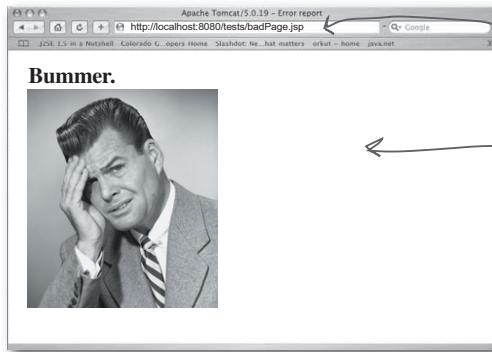 Apache Tomcat/5.0.19 – Error report
http://localhost:8080/tests/badPage.jsp
Google
J2SE 1.5 in a Nutshell Colorado G...opers Home Slashdot: Ne...hat matters orkut – home java.net
Bummer.